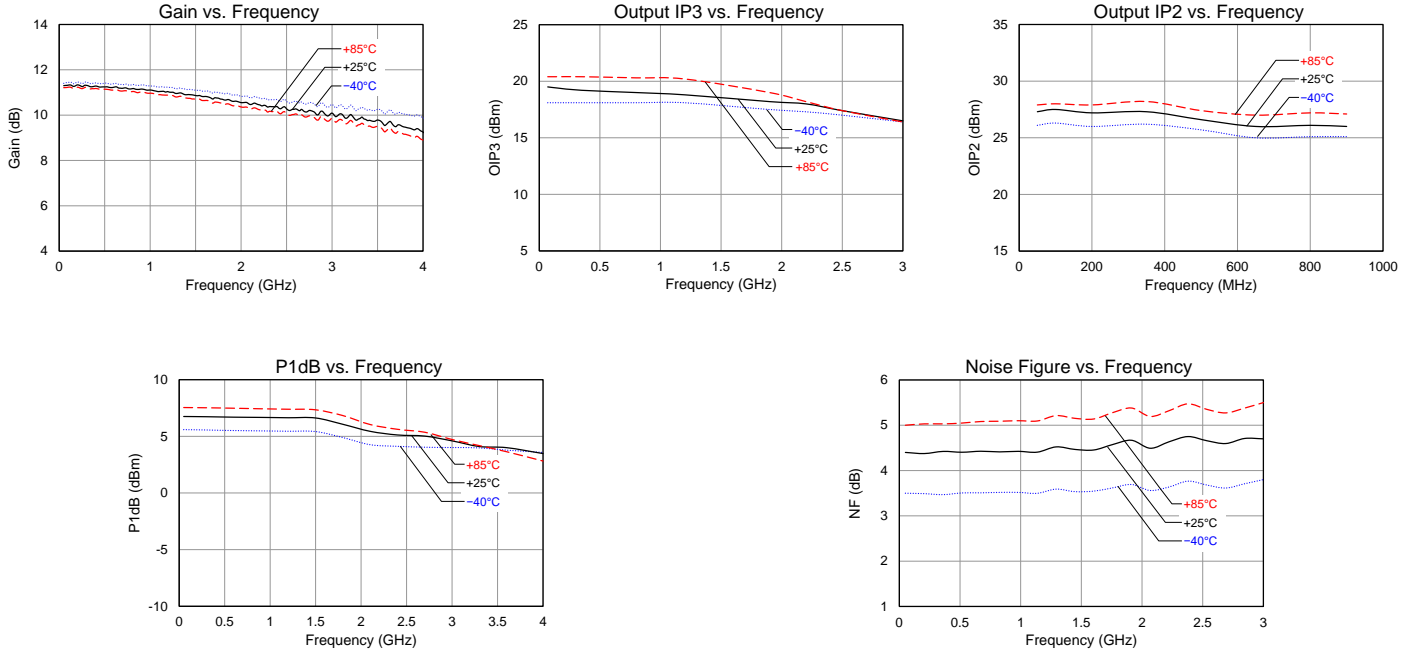 Gain vs. Frequency
14
12
10
8
6
4
Gain (dB)
+85°C
+25°C
−40°C
0 1 2 3 4
Frequency (GHz)
Output IP3 vs. Frequency
25
20
15
10
5
OIP3 (dBm)
−40°C
+25°C
+85°C
0 0.5 1 1.5 2 2.5 3
Frequency (GHz)
Output IP2 vs. Frequency
35
30
25
20
15
OIP2 (dBm)
+85°C
+25°C
−40°C
0 200 400 600 800 1000
Frequency (MHz)
P1dB vs. Frequency
10
5
0
-5
-10
P1dB (dBm)
+85°C
+25°C
−40°C
0 0.5 1 1.5 2 2.5 3 3.5 4
Frequency (GHz)
Noise Figure vs. Frequency
6
5
4
3
2
1
NF (dB)
+85°C
+25°C
−40°C
0 0.5 1 1.5 2 2.5 3
Frequency (GHz)